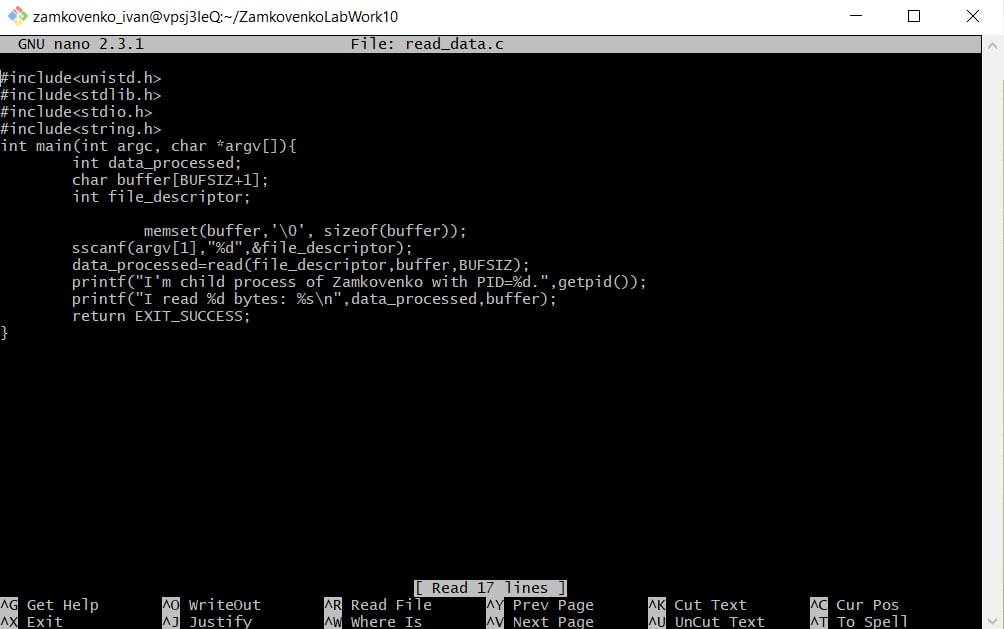 zamkovenko_ivan@vpsj3IeQ:~/ZamkovenkoLabWork10
GNU nano 2.3.1 File: read_data.c
#include<unistd.h>
#include<stdlib.h>
#include<stdio.h>
#include<string.h>
int main(int argc, char *argv[]){
        int data_processed;
        char buffer[BUFSIZ+1];
        int file_descriptor;

                memset(buffer,'\0', sizeof(buffer));
        sscanf(argv[1],"%d",&file_descriptor);
        data_processed=read(file_descriptor,buffer,BUFSIZ);
        printf("I'm child process of Zamkovenko with PID=%d.",getpid());
        printf("I read %d bytes: %s\n",data_processed,buffer);
        return EXIT_SUCCESS;
}
[ Read 17 lines ]
^G Get Help ^O WriteOut ^R Read File ^Y Prev Page ^K Cut Text ^C Cur Pos
^X Exit ^J Justify ^W Where Is ^V Next Page ^U UnCut Text ^T To Spell